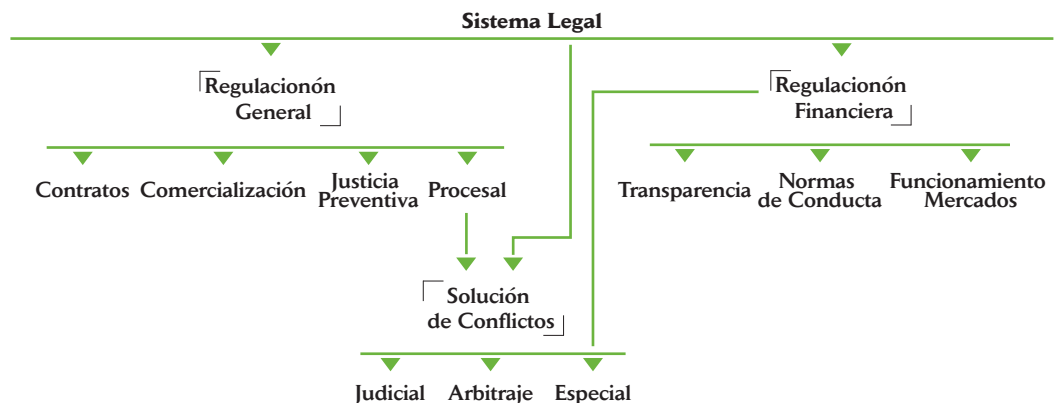 Sistema Legal
Regulacionón
General
Regulacionón
Financiera
Contratos
Comercialización
Justicia
Preventiva
Procesal
Transparencia
Normas
de Conducta
Funcionamiento
Mercados
Solución
de Conflictos
Judicial
Arbitraje
Especial